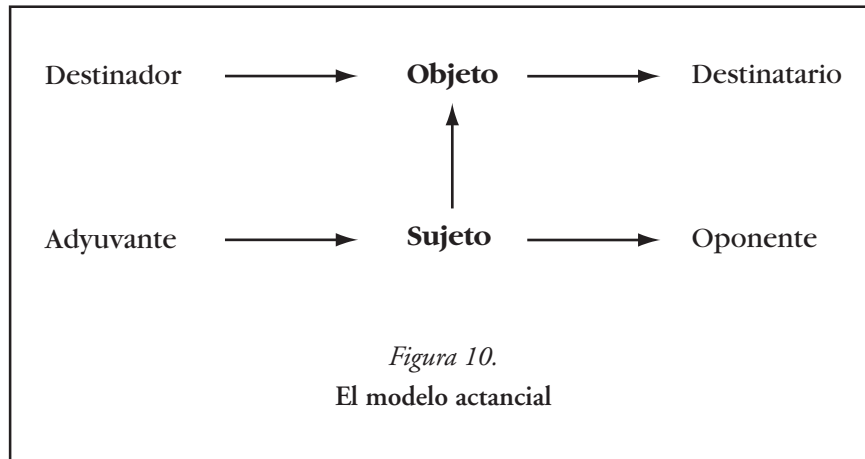 Destinador Objeto Destinatario
Adyuvante Sujeto Oponente
Figura 10.
El modelo actancial